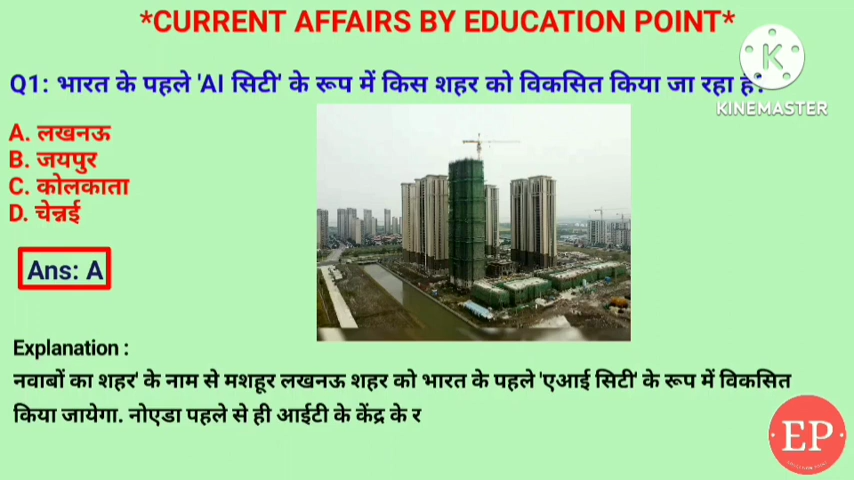 *CURRENT AFFAIRS BY EDUCATION POINT*
Q1: भारत के पहले 'AI सिटी' के रूप में किस शहर को विकसित किया जा रहा है?
K
KINEMASTER
A. लखनऊ
B. जयपुर
C. कोलकाता
D. चेन्नई
Ans: A
Explanation :
नवाबों का शहर' के नाम से मशहूर लखनऊ शहर को भारत के पहले 'एआई सिटी' के रूप में विकसित
किया जायेगा. नोएडा पहले से ही आईटी के केंद्र के र
EP